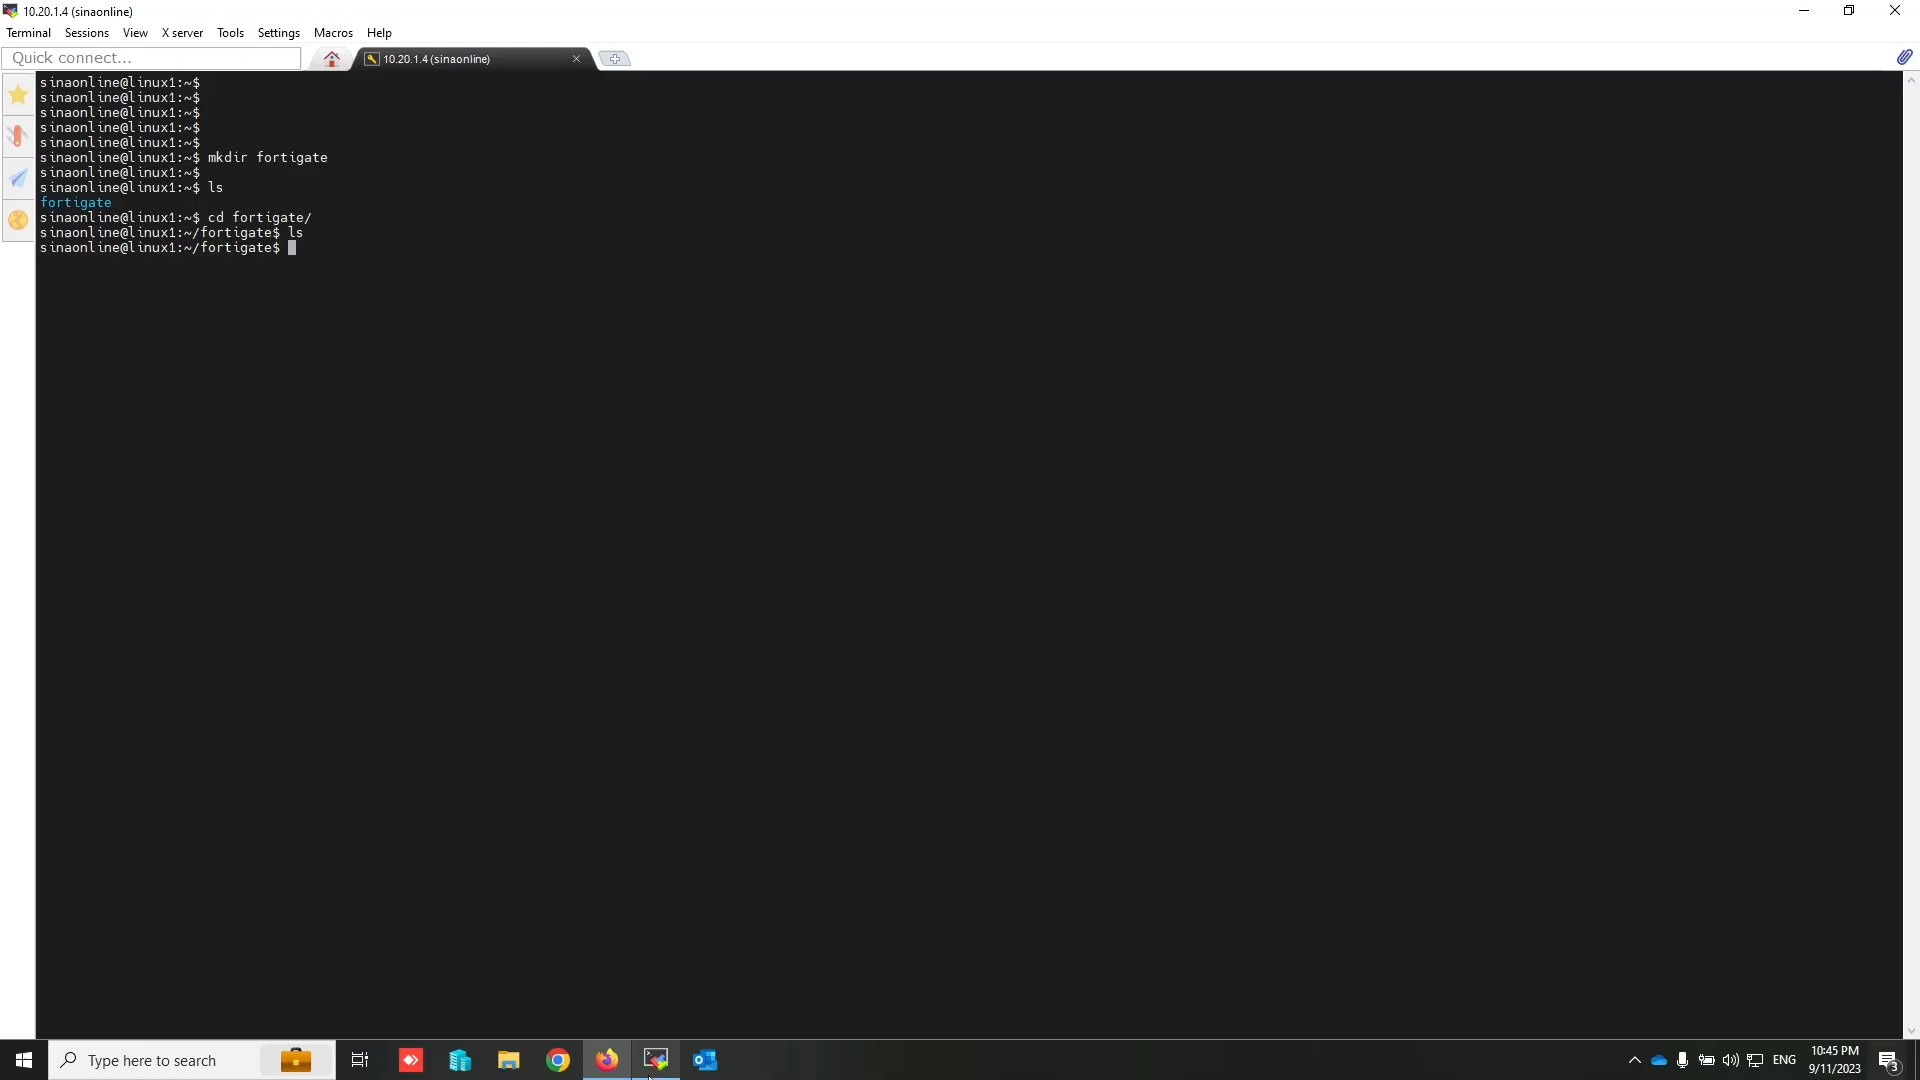 10.20.1.4 (sinaonline)
Terminal Sessions View X server Tools Settings Macros Help
Quick connect... 10.20.1.4 (sinaonline)
sinaonline@linux1:~$
sinaonline@linux1:~$
sinaonline@linux1:~$
sinaonline@linux1:~$
sinaonline@linux1:~$
sinaonline@linux1:~$ mkdir fortigate
sinaonline@linux1:~$
sinaonline@linux1:~$ ls
fortigate
sinaonline@linux1:~$ cd fortigate/
sinaonline@linux1:~/fortigate$ ls
sinaonline@linux1:~/fortigate$
Type here to search
ENG
10:45 PM
9/11/2023
3